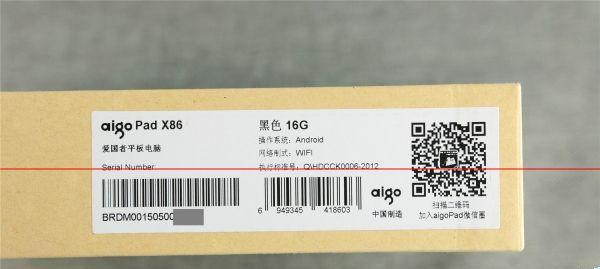 aigo Pad X86
爱国者平板电脑
Serial Number:
BRDM00150500
黑色 16G
操作系统：Android
网络制式：WIFI
执行标准号：Q/HDCCK0006-2012
6 949345 418603
aigo
中国制造
扫描二维码
加入aigoPad微信圈